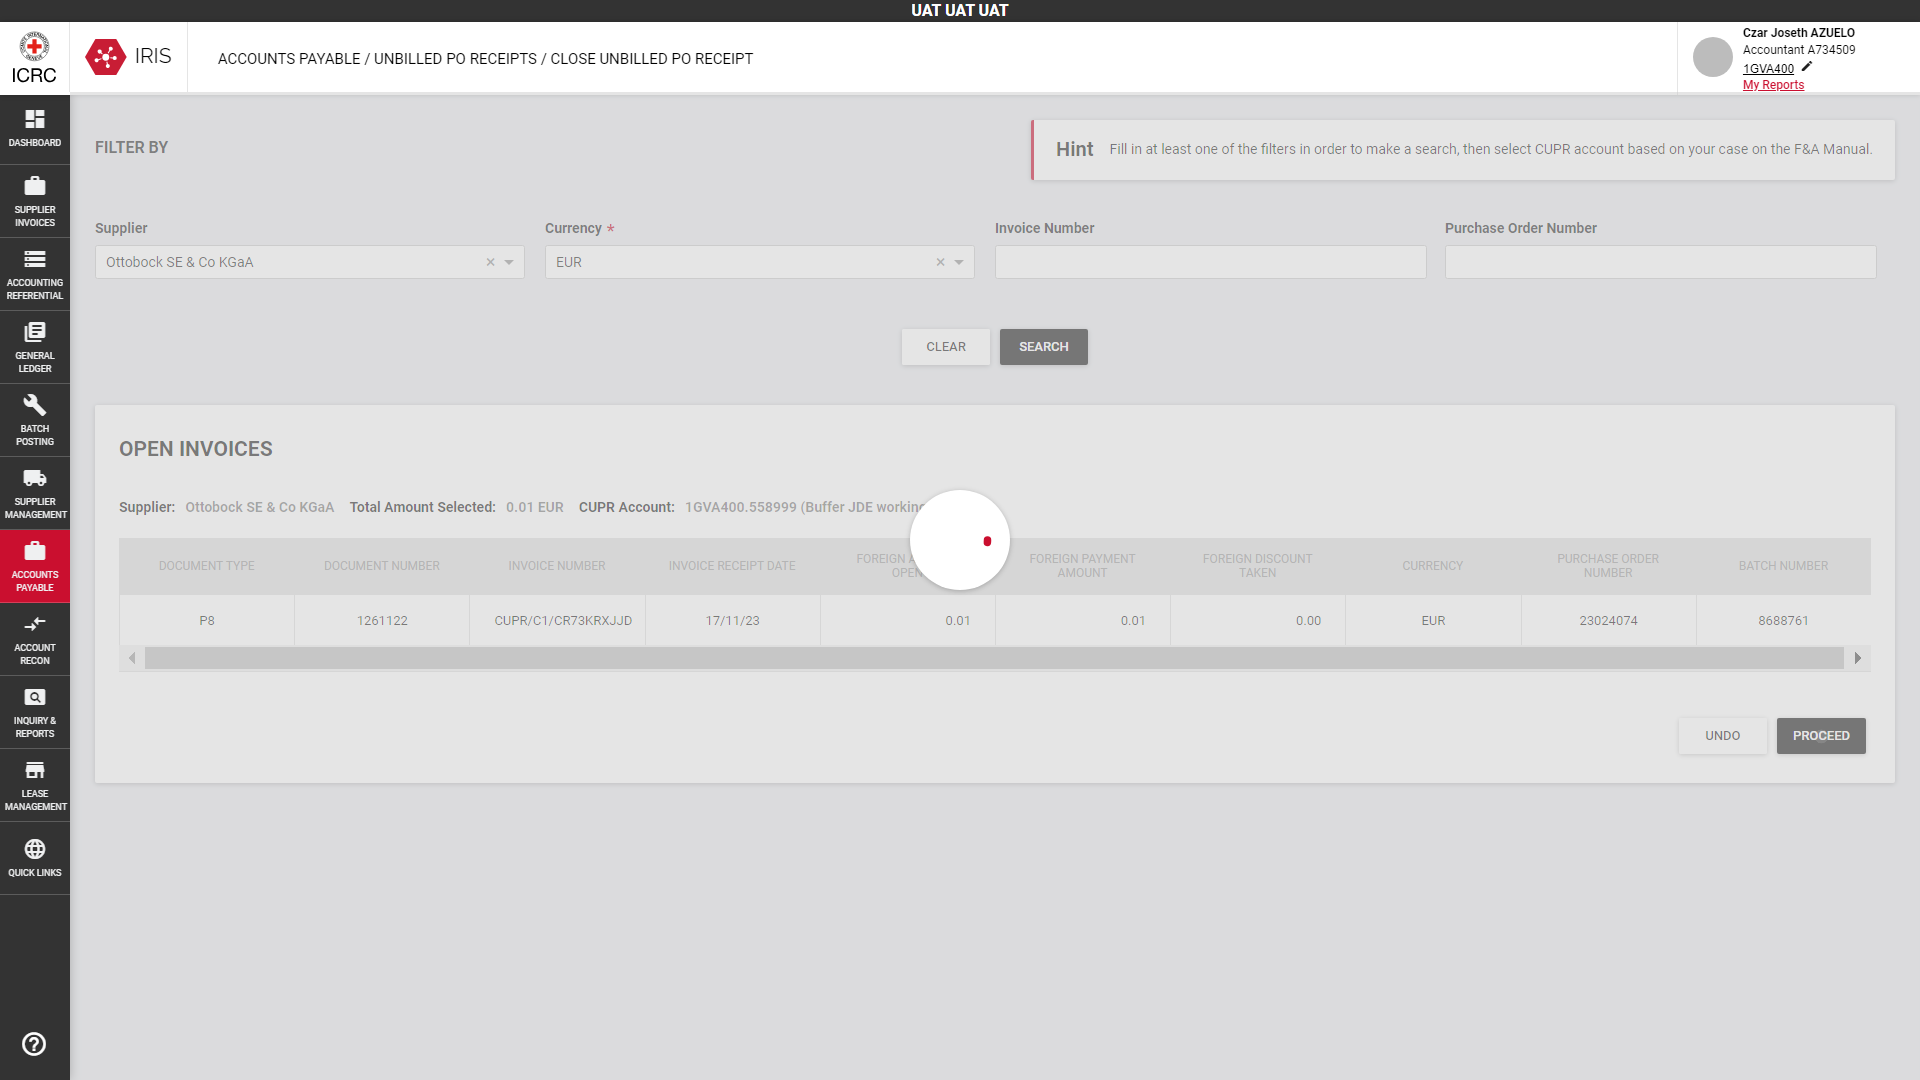 UAT UAT UAT
ICRC
IRIS
ACCOUNTS PAYABLE / UNBILLED PO RECEIPTS / CLOSE UNBILLED PO RECEIPT
Czar Joseth AZUELO
Accountant A734509
1GVA400
My Reports
DASHBOARD
SUPPLIER
INVOICES
ACCOUNTING
REFERENTIAL
GENERAL
LEDGER
BATCH
POSTING
SUPPLIER
MANAGEMENT
ACCOUNTS
PAYABLE
ACCOUNT
RECON
INQUIRY &
REPORTS
LEASE
MANAGEMENT
QUICK LINKS
FILTER BY
Hint Fill in at least one of the filters in order to make a search, then select CUPR account based on your case on the F&A Manual.
Supplier Currency * Invoice Number Purchase Order Number
Ottobock SE & Co KGaA EUR
CLEAR SEARCH
OPEN INVOICES
Supplier: Ottobock SE & Co KGaA Total Amount Selected: 0.01 EUR CUPR Account: 1GVA400.558999 (Buffer JDE working
DOCUMENT TYPE DOCUMENT NUMBER INVOICE NUMBER INVOICE RECEIPT DATE FOREIGN OPEN FOREIGN PAYMENT AMOUNT FOREIGN DISCOUNT TAKEN CURRENCY PURCHASE ORDER NUMBER BATCH NUMBER
P8 1261122 CUPR/C1/CR73KRXJJD 17/11/23 0.01 0.01 0.00 EUR 23024074 8688761
UNDO PROCEED